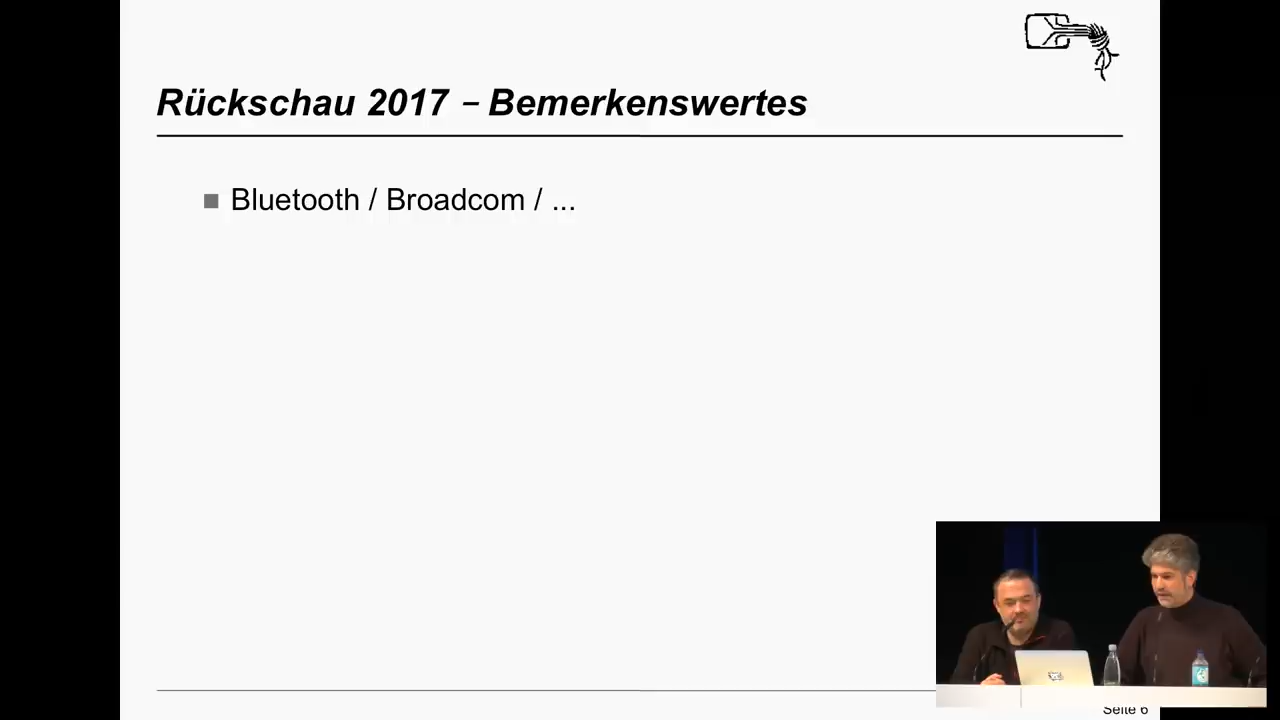 Rückschau 2017 – Bemerkenswertes
Bluetooth / Broadcom / ...
Seite 6